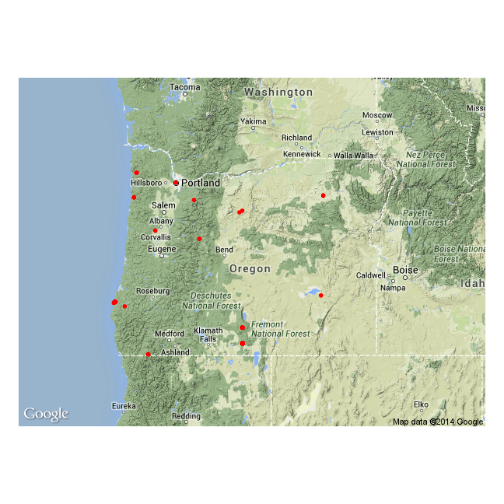 Tacoma
Washington
Moscow
Missi
Yakima
Richland
Lewiston
Kennewick
Walla Walla
Nez Perce
National Forest
Hillsboro
Portland
Salem
Payette
National Forest
Albany
Corvallis
Eugene
Bend
Boise
National
Forest
Oregon
Boise
Caldwell
Nampa
Idah
Deschutes
National Forest
Roseburg
Fremont
National Forest
Medford
Klamath
Falls
Ashland
Eureka
Elko
Redding
Google
Map data ©2014 Google